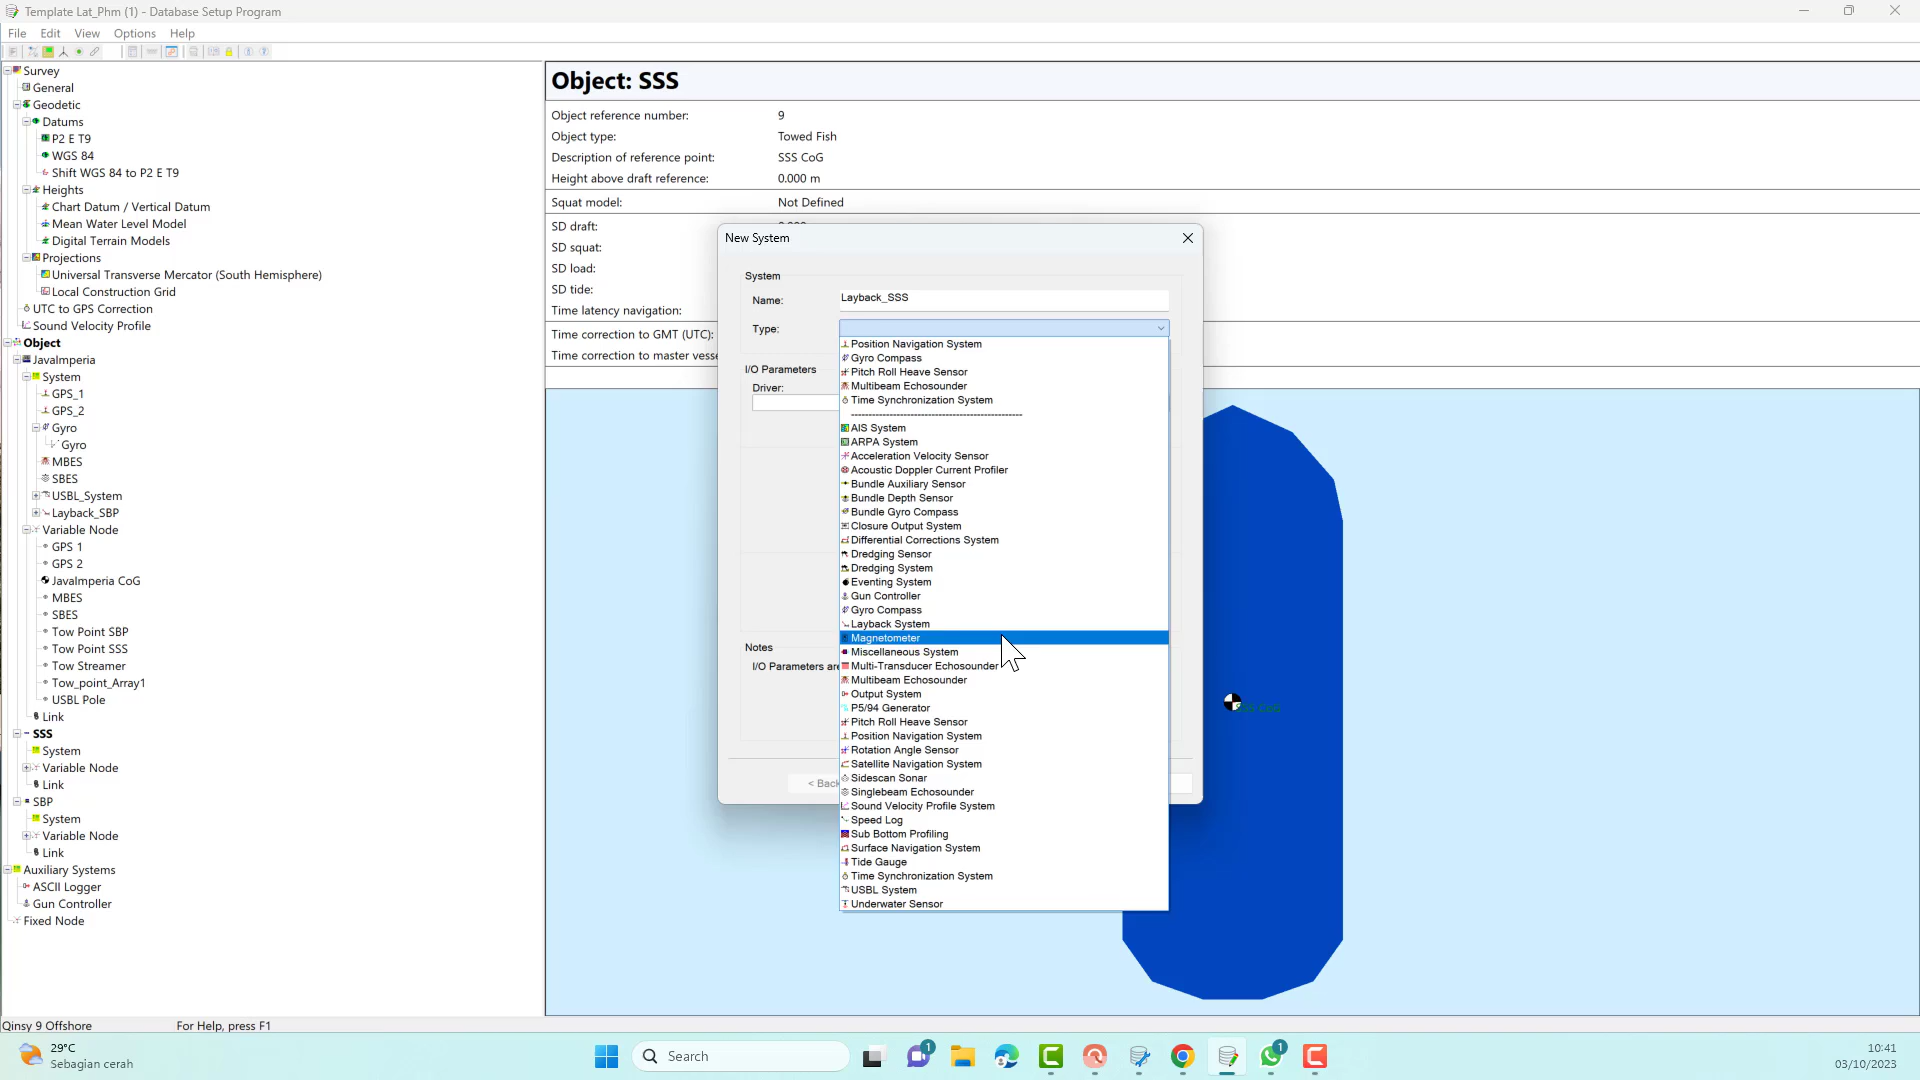 Template Lat_Phm (1) - Database Setup Program
File Edit View Options Help
Survey
General
Geodetic
Datums
P2 E T9
WGS 84
Shift WGS 84 to P2 E T9
Heights
Chart Datum / Vertical Datum
Mean Water Level Model
Digital Terrain Models
Projections
Universal Transverse Mercator (South Hemisphere)
Local Construction Grid
UTC to GPS Correction
Sound Velocity Profile
Object
JavaImperia
System
GPS_1
GPS_2
Gyro
Gyro
MBES
SBES
USBL_System
Layback_SBP
Variable Node
GPS 1
GPS 2
JavaImperia CoG
MBES
SBES
Tow Point SBP
Tow Point SSS
Tow Streamer
Tow_point_Array1
USBL Pole
Link
SSS
System
Variable Node
Link
SBP
System
Variable Node
Link
Auxiliary Systems
ASCII Logger
Gun Controller
Fixed Node
Object: SSS
Object reference number: 9
Object type: Towed Fish
Description of reference point: SSS CoG
Height above draft reference: 0.000 m
Squat model: Not Defined
SD draft:
SD squat:
SD load:
SD tide:
Time latency navigation:
Time correction to GMT (UTC):
Time correction to master vesse
New System
System
Name: Layback_SSS
Type:
I/O Parameters
Driver:
Notes
I/O Parameters are
< Back
Position Navigation System
Gyro Compass
Pitch Roll Heave Sensor
Multibeam Echosounder
Time Synchronization System
------------------------------------------------
AIS System
ARPA System
Acceleration Velocity Sensor
Acoustic Doppler Current Profiler
Bundle Auxiliary Sensor
Bundle Depth Sensor
Bundle Gyro Compass
Closure Output System
Differential Corrections System
Dredging Sensor
Dredging System
Eventing System
Gun Controller
Gyro Compass
Layback System
Magnetometer
Miscellaneous System
Multi-Transducer Echosounder
Multibeam Echosounder
Output System
P5/94 Generator
Pitch Roll Heave Sensor
Position Navigation System
Rotation Angle Sensor
Satellite Navigation System
Sidescan Sonar
Singlebeam Echosounder
Sound Velocity Profile System
Speed Log
Sub Bottom Profiling
Surface Navigation System
Tide Gauge
Time Synchronization System
USBL System
Underwater Sensor
SSS CoG
Qinsy 9 Offshore For Help, press F1
29°C
Sebagian cerah
Search
1
1
10:41
03/10/2023